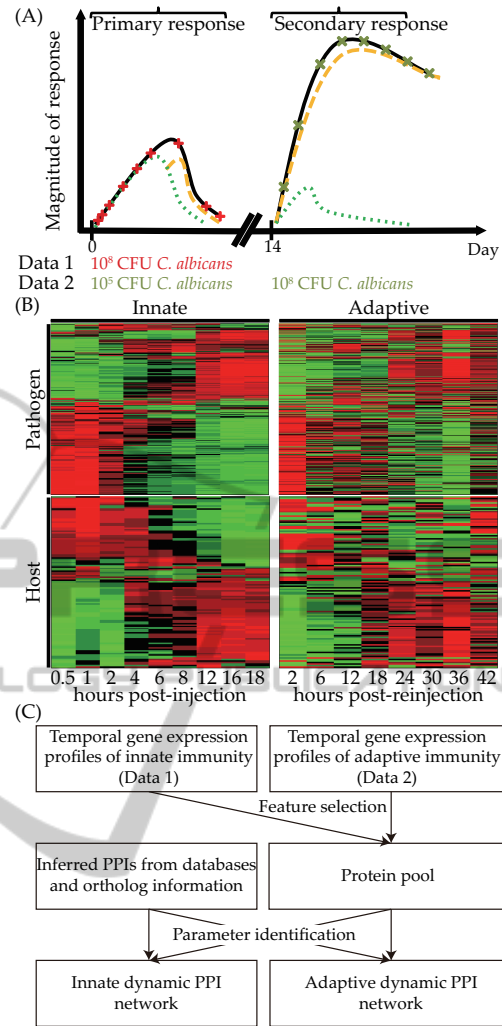 (A)
Primary response
Secondary response
Magnitude of response
0
14
Day
Data 1 10⁸ CFU C. albicans
Data 2 10⁵ CFU C. albicans 10⁸ CFU C. albicans
(B)
Innate
Adaptive
Pathogen
Host
0.5 1 2 4 6 8 12 16 18
2 6 12 18 24 30 36 42
hours post-injection
hours post-reinjection
(C)
Temporal gene expression
profiles of innate immunity
(Data 1)
Temporal gene expression
profiles of adaptive immunity
(Data 2)
Feature selection
Inferred PPIs from databases
and ortholog information
Protein pool
Parameter identification
Innate dynamic PPI
network
Adaptive dynamic PPI
network